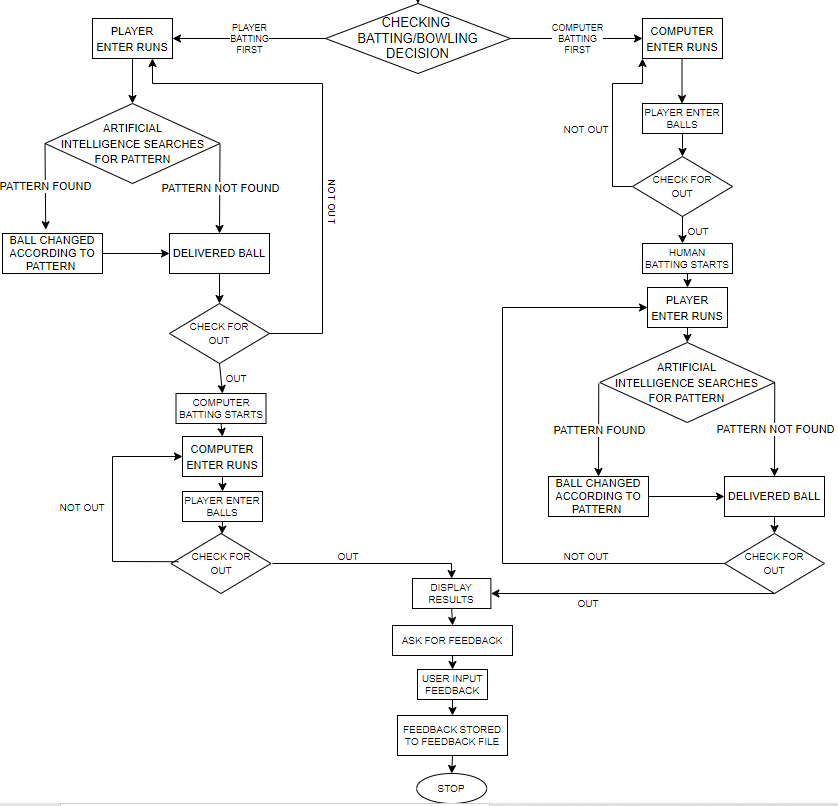 CHECKING
BATTING/BOWLING
DECISION
PLAYER
BATTING
FIRST
COMPUTER
BATTING
FIRST
PLAYER
ENTER RUNS
ARTIFICIAL
INTELLIGENCE SEARCHES
FOR PATTERN
PATTERN FOUND
PATTERN NOT FOUND
NOT OUT
BALL CHANGED
ACCORDING TO
PATTERN
DELIVERED BALL
CHECK FOR
OUT
OUT
COMPUTER
BATTING STARTS
COMPUTER
ENTER RUNS
PLAYER ENTER
BALLS
NOT OUT
CHECK FOR
OUT
OUT
COMPUTER
ENTER RUNS
PLAYER ENTER
BALLS
NOT OUT
CHECK FOR
OUT
OUT
HUMAN
BATTING STARTS
PLAYER
ENTER RUNS
ARTIFICIAL
INTELLIGENCE SEARCHES
FOR PATTERN
PATTERN FOUND
PATTERN NOT FOUND
BALL CHANGED
ACCORDING TO
PATTERN
DELIVERED BALL
NOT OUT
CHECK FOR
OUT
OUT
DISPLAY
RESULTS
ASK FOR FEEDBACK
USER INPUT
FEEDBACK
FEEDBACK STORED
TO FEEDBACK FILE
STOP